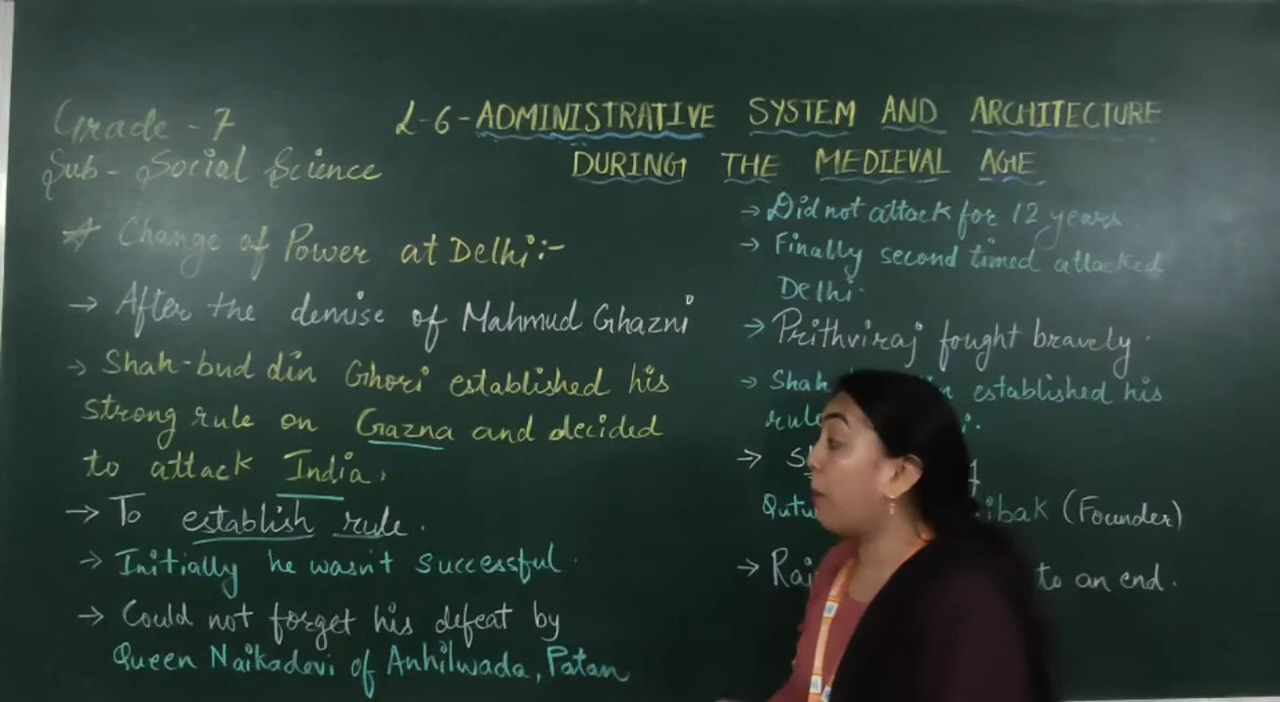 Grade - 7
Sub - Social Science
L-6-ADMINISTRATIVE SYSTEM AND ARCHITECTURE
DURING THE MEDIEVAL AGE
☆ Change of Power at Delhi:-
→ After the demise of Mahmud Ghazni
→ Shah-bud din Ghori established his
strong rule on Gazna and decided
to attack India.
→ To establish rule.
→ Initially he wasn't successful.
→ Could not forget his defeat by
Queen Naikadevi of Anhilwada, Patan
→ Did not attack for 12 years.
→ Finally second timed attacked
Delhi.
→ Prithviraj fought bravely.
→ Shah established his
rule
→
(Founder)
→ to an end.